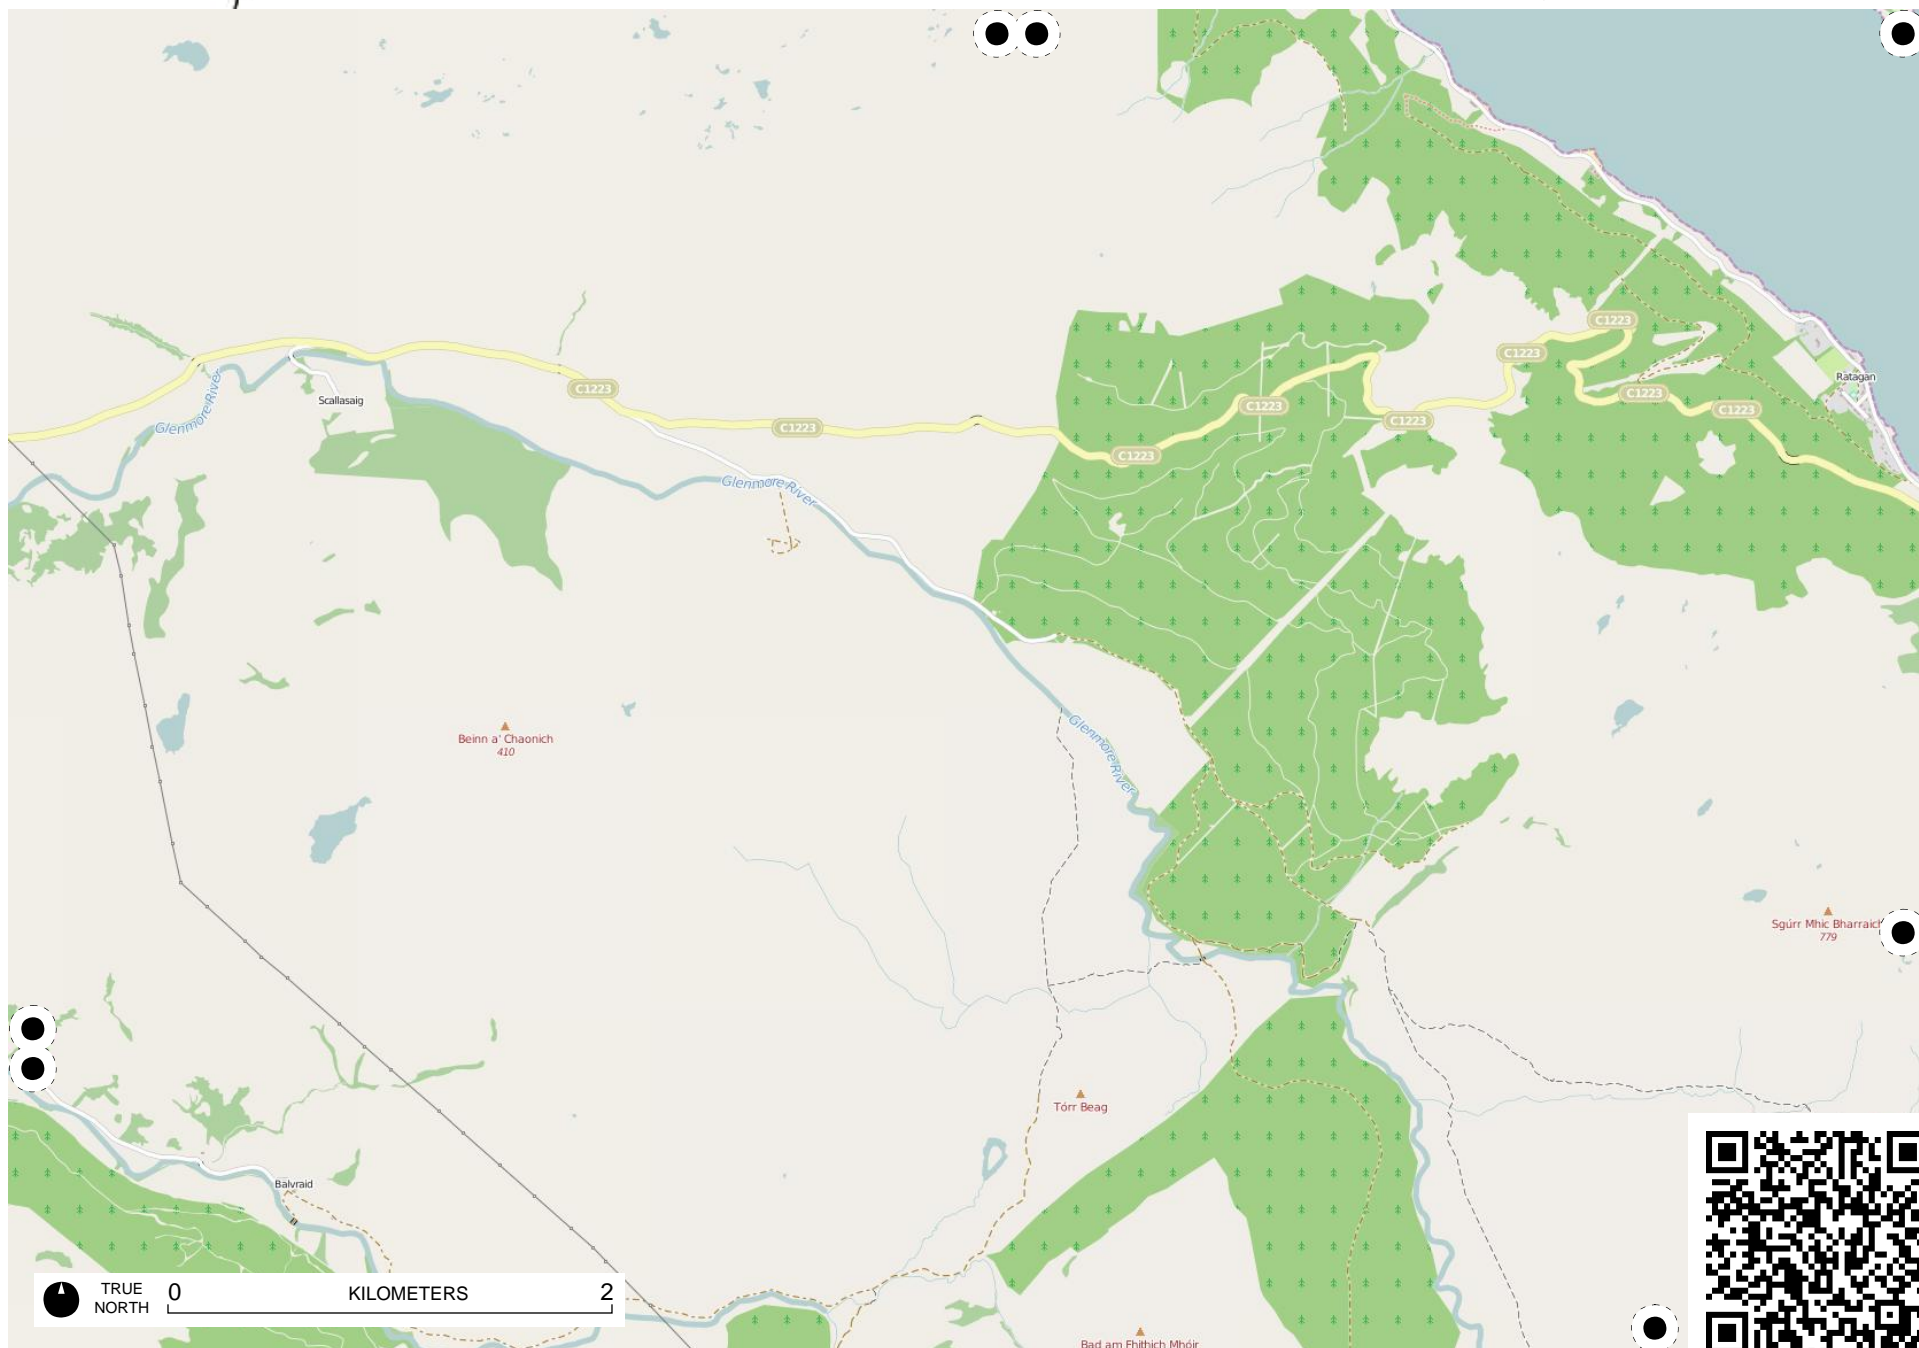 C1223
C1223
Ratagan
C1223
C1223
Scallasaig
C1223
C1223
C1223
Glenmore River
C1223
C1223
Glenmore River
Glenmore River
Beinn a' Chaonich
410
Sgùrr Mhic Bharraich
779
Tórr Beag
Balvraid
TRUE
NORTH
0
KILOMETERS
2
Bad am Fhithich Mhóir